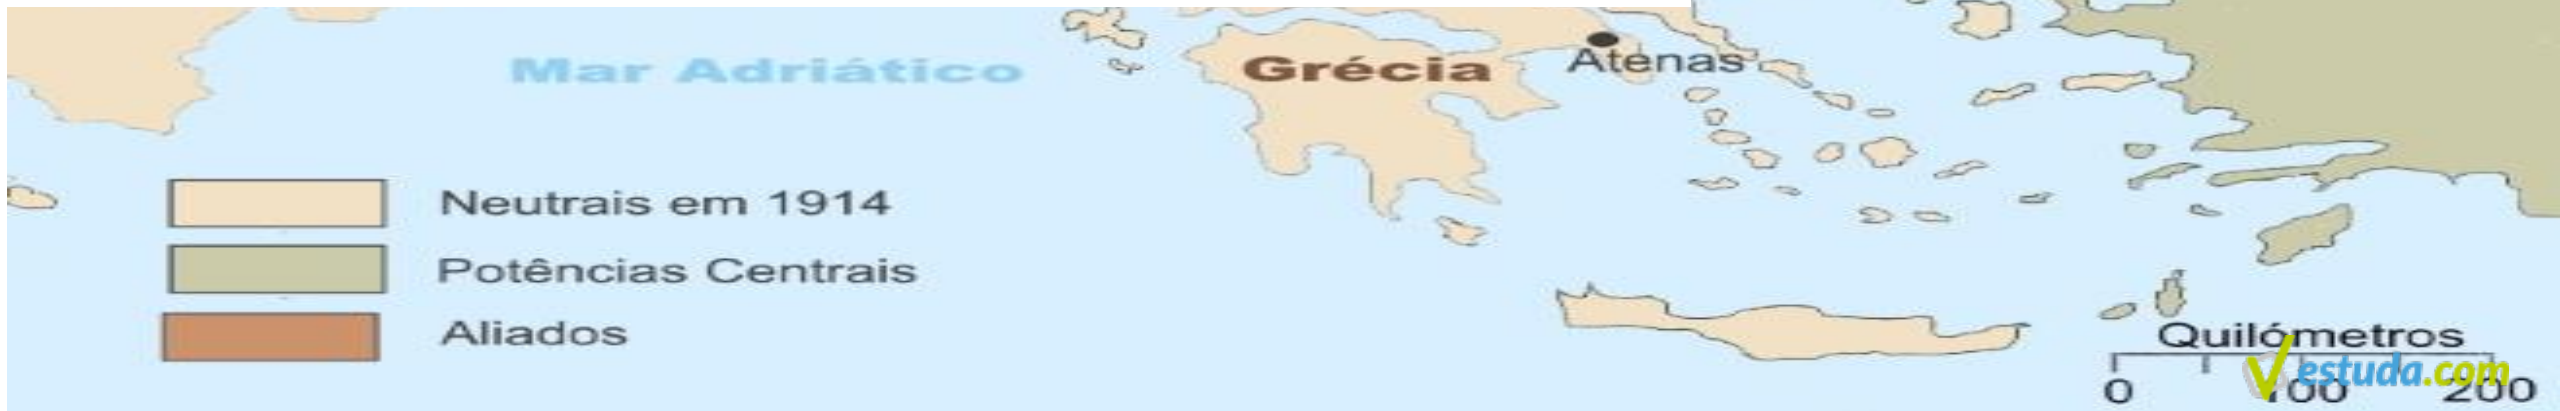 Mar Adriático
Grécia
Atenas
Neutrais em 1914
Potências Centrais
Aliados
Quilómetros
0 100 200
estuda.com